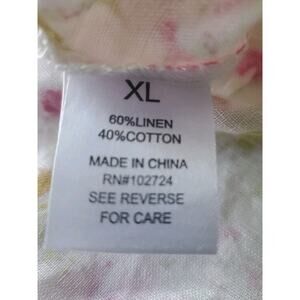 XL
60%LINEN
40%COTTON
MADE IN CHINA
RN#102724
SEE REVERSE
FOR CARE